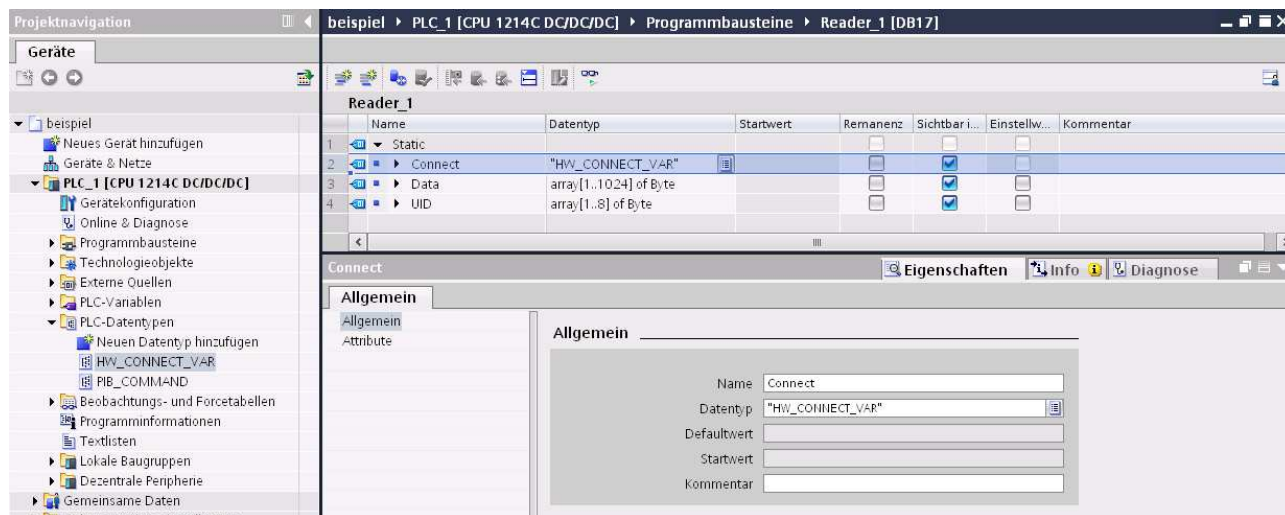 Projektnavigation
Geräte
beispiel
Neues Gerät hinzufügen
Geräte & Netze
PLC_1 [CPU 1214C DC/DC/DC]
Gerätekonfiguration
Online & Diagnose
Programmbausteine
Technologieobjekte
Externe Quellen
PLC-Variablen
PLC-Datentypen
Neuen Datentyp hinzufügen
HW_CONNECT_VAR
PIB_COMMAND
Beobachtungs- und Forcetabellen
Programminformationen
Textlisten
Lokale Baugruppen
Dezentrale Peripherie
Gemeinsame Daten
beispiel PLC_1 [CPU 1214C DC/DC/DC] Programmbausteine Reader_1 [DB17]
Reader_1
Name Datentyp Startwert Remanenz Sichtbar i... Einstellw... Kommentar
1 Static
2 Connect "HW_CONNECT_VAR"
3 Data array[1..1024] of Byte
4 UID array[1..8] of Byte
Connect
Eigenschaften Info Diagnose
Allgemein
Allgemein
Attribute
Allgemein
Name Connect
Datentyp "HW_CONNECT_VAR"
Defaultwert
Startwert
Kommentar